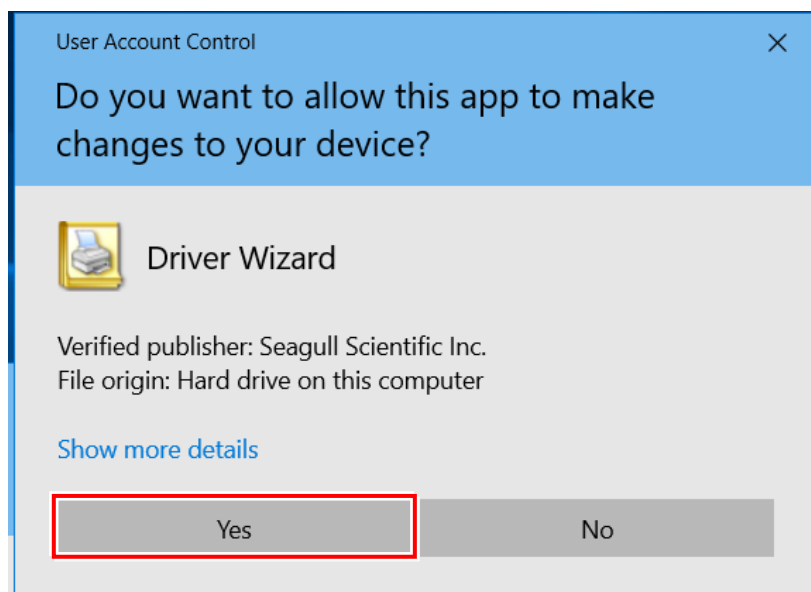 User Account Control
Do you want to allow this app to make
changes to your device?
Driver Wizard
Verified publisher: Seagull Scientific Inc.
File origin: Hard drive on this computer
Show more details
Yes
No